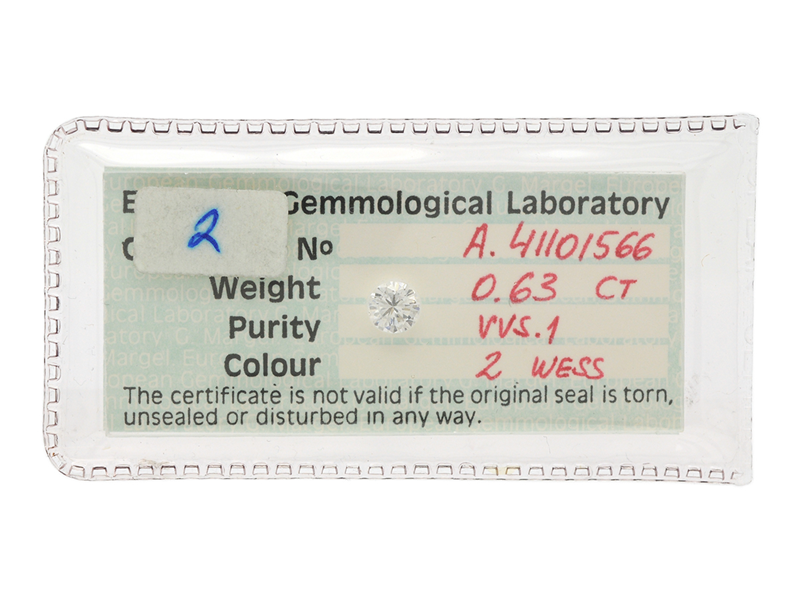 E Gemmological Laboratory
2
C No A. 41101566
Weight 0.63 CT
Purity VVS.1
Colour 2 WESS
The certificate is not valid if the original seal is torn,
unsealed or disturbed in any way.